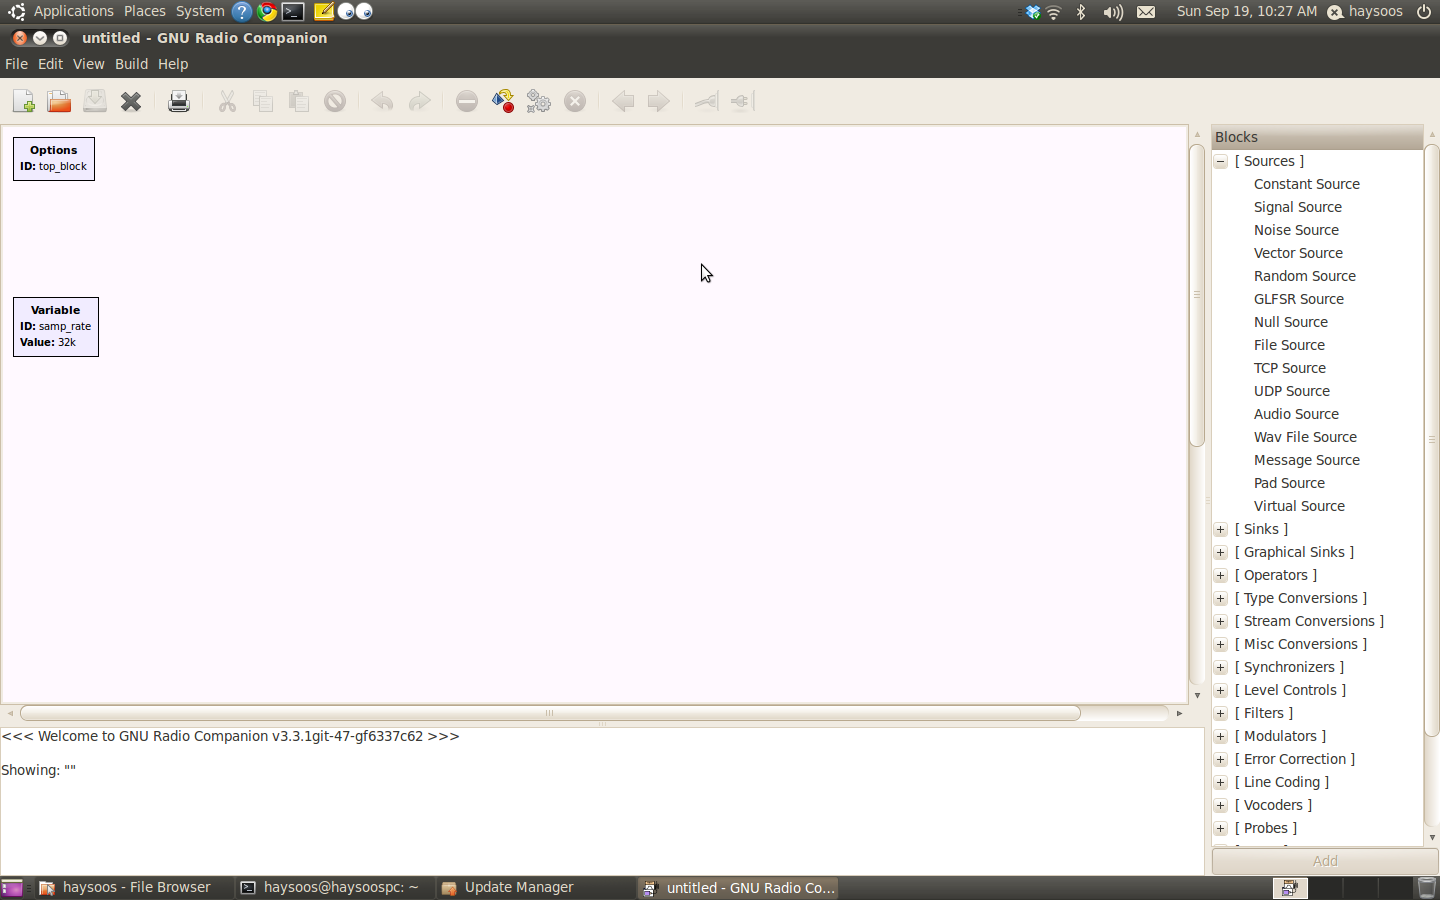 Applications Places System
Sun Sep 19, 10:27 AM haysoos
untitled - GNU Radio Companion
File Edit View Build Help
Options
ID: top_block
Variable
ID: samp_rate
Value: 32k
Blocks
[ Sources ]
Constant Source
Signal Source
Noise Source
Vector Source
Random Source
GLFSR Source
Null Source
File Source
TCP Source
UDP Source
Audio Source
Wav File Source
Message Source
Pad Source
Virtual Source
[ Sinks ]
[ Graphical Sinks ]
[ Operators ]
[ Type Conversions ]
[ Stream Conversions ]
[ Misc Conversions ]
[ Synchronizers ]
[ Level Controls ]
[ Filters ]
[ Modulators ]
[ Error Correction ]
[ Line Coding ]
[ Vocoders ]
[ Probes ]
Add
<<< Welcome to GNU Radio Companion v3.3.1git-47-gf6337c62 >>>
Showing: ""
haysoos - File Browser
haysoos@haysoospc: ~
Update Manager
untitled - GNU Radio Co...